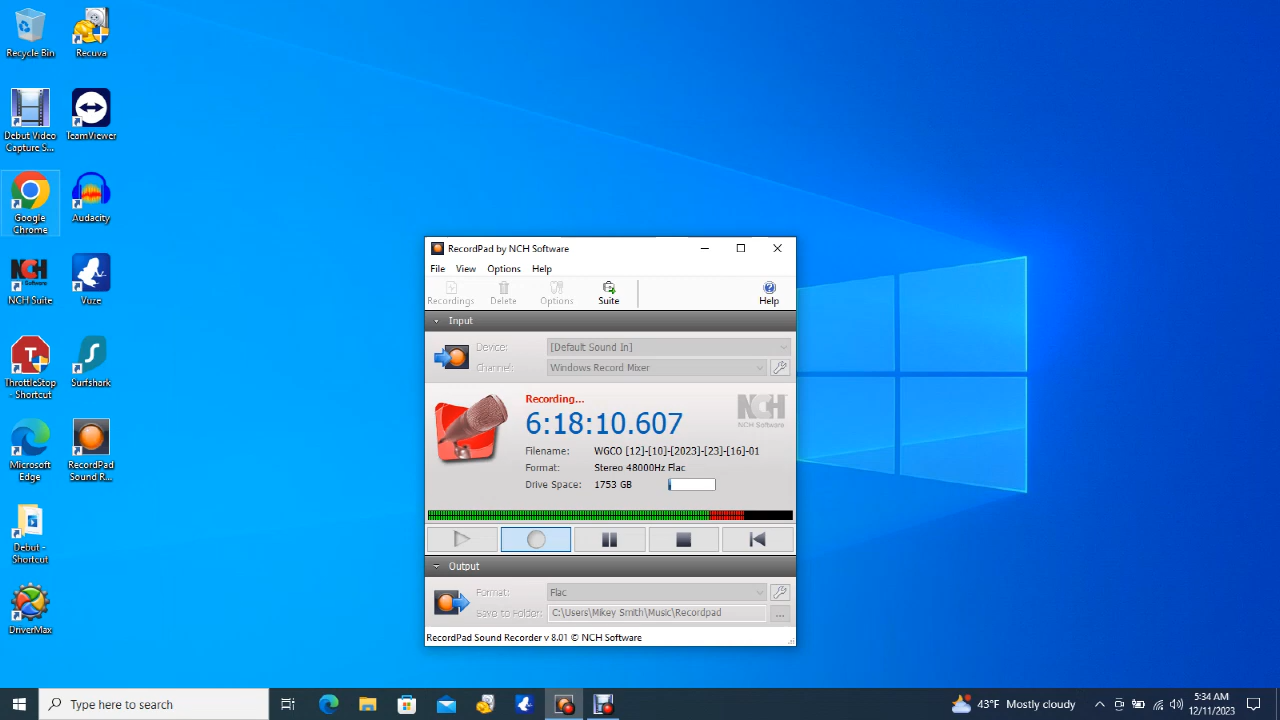 Recycle Bin
Recuva
Debut Video
Capture S...
TeamViewer
Google
Chrome
Audacity
NCH Suite
Vuze
ThrottleStop
- Shortcut
Surfshark
Microsoft
Edge
RecordPad
Sound R...
Debut -
Shortcut
DriverMax
RecordPad by NCH Software
File View Options Help
Recordings Delete Options Suite Help
Input
Device: [Default Sound In]
Channel: Windows Record Mixer
Recording...
6:18:10.607
NCH
NCH Software
Filename: WGCO [12]-[10]-[2023]-[23]-[16]-01
Format: Stereo 48000Hz Flac
Drive Space: 1753 GB
Output
Format: Flac
Save to Folder: C:\Users\Mikey Smith\Music\Recordpad ...
RecordPad Sound Recorder v 8.01 © NCH Software
Type here to search
43°F Mostly cloudy
5:34 AM
12/11/2023